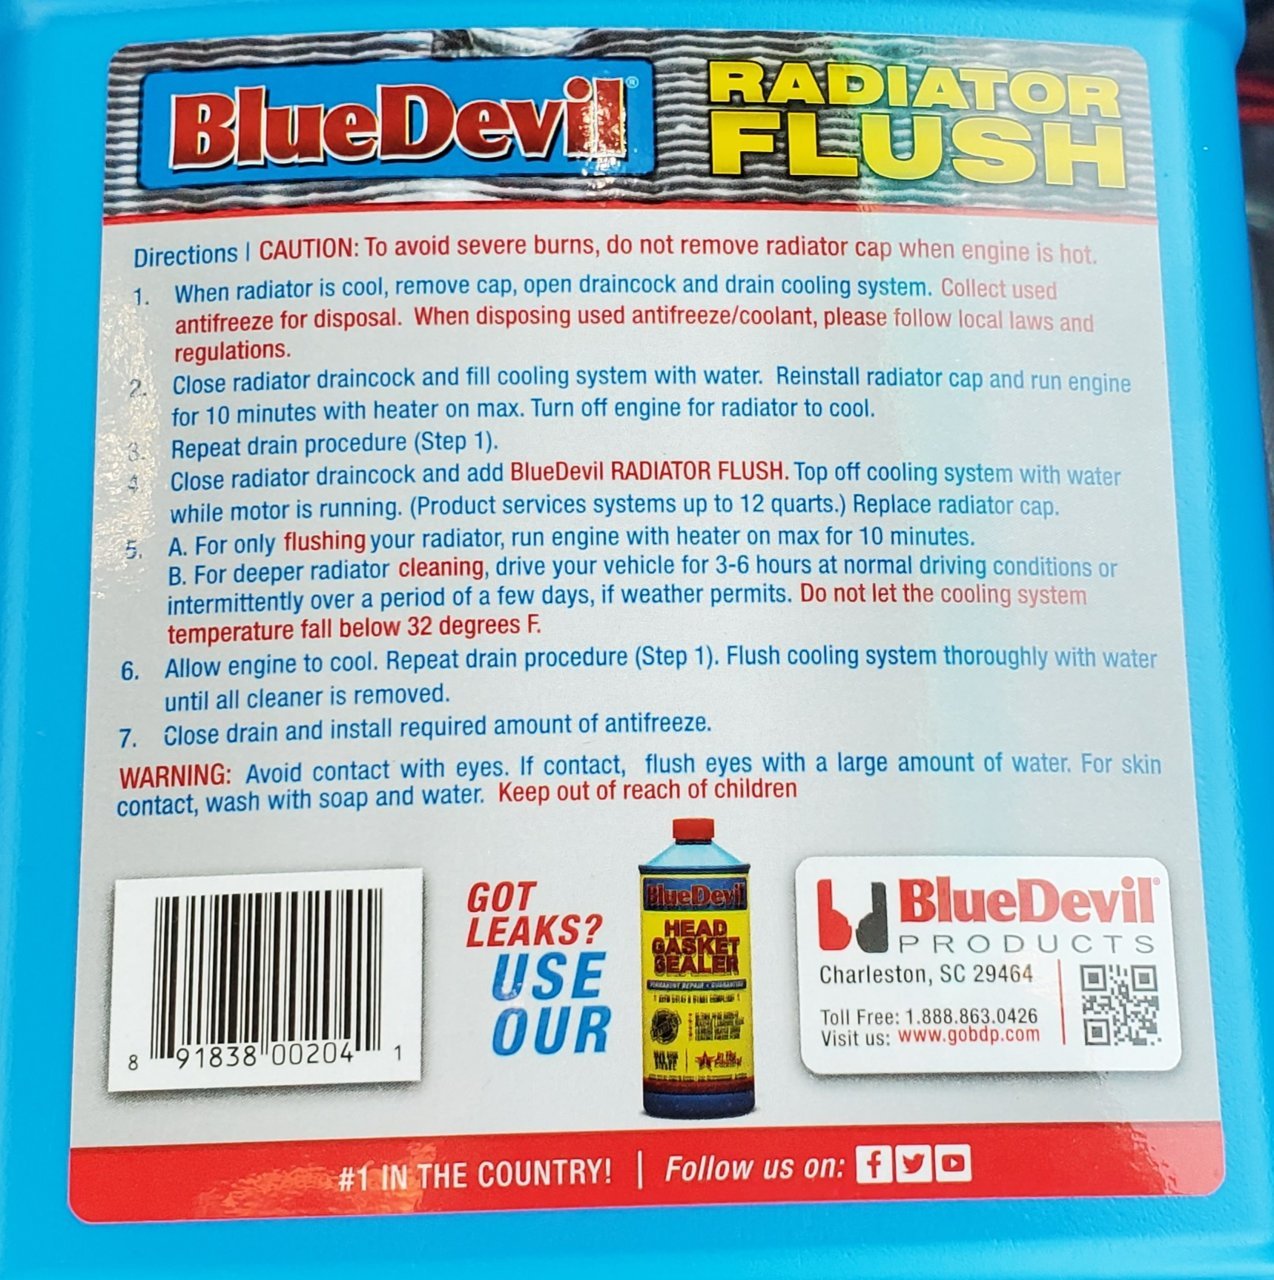 BlueDevil®
RADIATOR
FLUSH
Directions | CAUTION: To avoid severe burns, do not remove radiator cap when engine is hot.
1. When radiator is cool, remove cap, open draincock and drain cooling system. Collect used
antifreeze for disposal. When disposing used antifreeze/coolant, please follow local laws and
regulations.
2. Close radiator draincock and fill cooling system with water. Reinstall radiator cap and run engine
for 10 minutes with heater on max. Turn off engine for radiator to cool.
3. Repeat drain procedure (Step 1).
4. Close radiator draincock and add BlueDevil RADIATOR FLUSH. Top off cooling system with water
while motor is running. (Product services systems up to 12 quarts.) Replace radiator cap.
5. A. For only flushing your radiator, run engine with heater on max for 10 minutes.
B. For deeper radiator cleaning, drive your vehicle for 3-6 hours at normal driving conditions or
intermittently over a period of a few days, if weather permits. Do not let the cooling system
temperature fall below 32 degrees F.
6. Allow engine to cool. Repeat drain procedure (Step 1). Flush cooling system thoroughly with water
until all cleaner is removed.
7. Close drain and install required amount of antifreeze.
WARNING: Avoid contact with eyes. If contact, flush eyes with a large amount of water. For skin
contact, wash with soap and water. Keep out of reach of children
8 91838 00204 1
GOT
LEAKS?
USE
OUR
BlueDevil
HEAD
GASKET
SEALER
PERMANENT REPAIR • GUARANTEED
BlueDevil®
PRODUCTS
Charleston, SC 29464
Toll Free: 1.888.863.0426
Visit us: www.gobdp.com
#1 IN THE COUNTRY! | Follow us on: